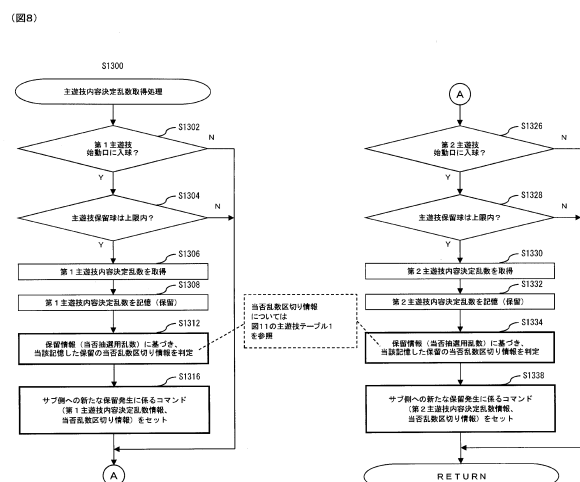 (図8)
S1300
主遊技内容決定乱数取得処理
S1302
第1主遊技
始動口に入球?
N
Y
S1304
主遊技保留球は上限内?
N
Y
S1306
第1主遊技内容決定乱数を取得
S1308
第1主遊技内容決定乱数を記憶(保留)
S1312
保留情報(当否抽選用乱数)に基づき、
当該記憶した保留の当否乱数区切り情報を判定
S1316
サブ側への新たな保留発生に係るコマンド
(第1主遊技内容決定乱数情報、
当否乱数区切り情報)をセット
A
当否乱数区切り情報
については
図11の主遊技テーブル1
を参照
A
S1326
第2主遊技
始動口に入球?
N
Y
S1328
主遊技保留球は上限内?
N
Y
S1330
第2主遊技内容決定乱数を取得
S1332
第2主遊技内容決定乱数を記憶(保留)
S1334
保留情報(当否抽選用乱数)に基づき、
当該記憶した保留の当否乱数区切り情報を判定
S1338
サブ側への新たな保留発生に係るコマンド
(第2主遊技内容決定乱数情報、
当否乱数区切り情報)をセット
RETURN